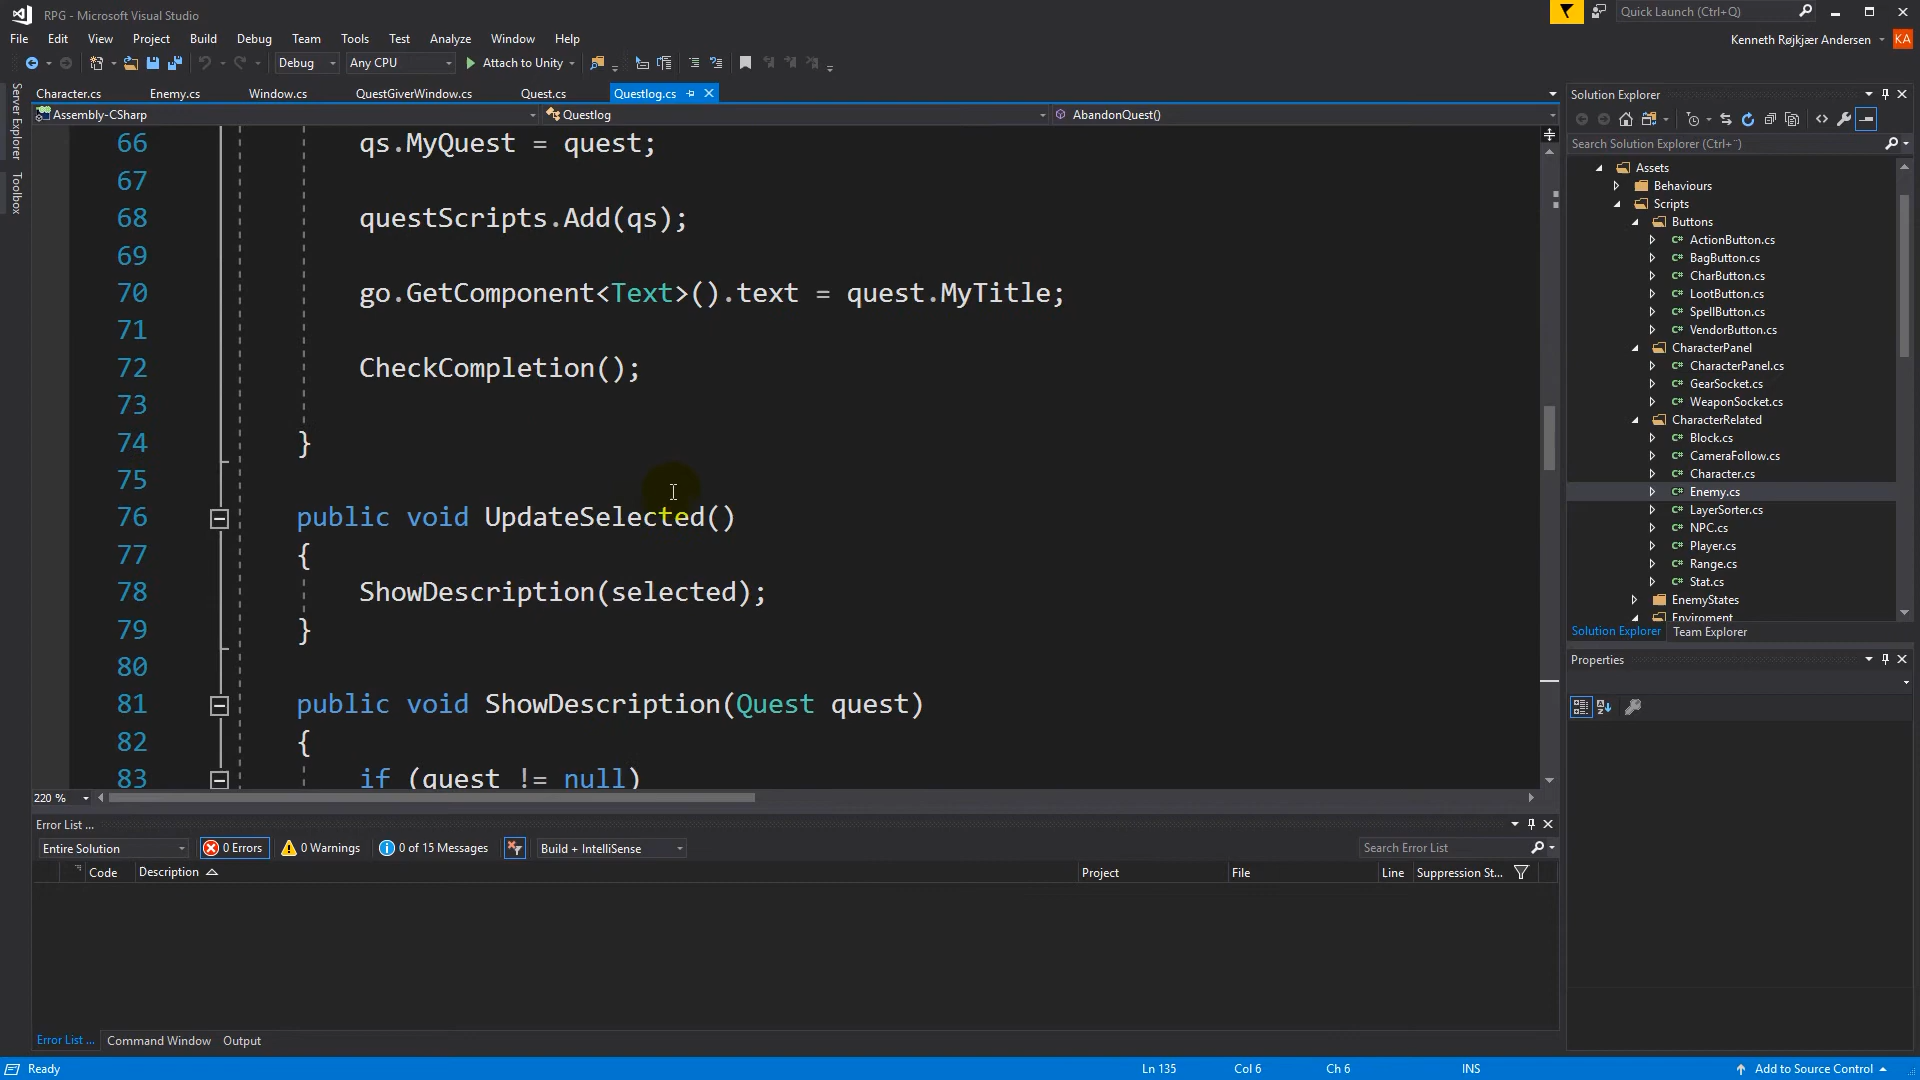 RPG - Microsoft Visual Studio
Quick Launch (Ctrl+Q)
File Edit View Project Build Debug Team Tools Test Analyze Window Help
Kenneth Røjkjær Andersen KA
Debug Any CPU Attach to Unity
Server Explorer
Toolbox
Character.cs Enemy.cs Window.cs QuestGiverWindow.cs Quest.cs Questlog.cs
Assembly-CSharp Questlog AbandonQuest()
66 qs.MyQuest = quest;
67
68 questScripts.Add(qs);
69
70 go.GetComponent<Text>().text = quest.MyTitle;
71
72 CheckCompletion();
73
74 }
75
76 public void UpdateSelected()
77 {
78 ShowDescription(selected);
79 }
80
81 public void ShowDescription(Quest quest)
82 {
83 if (quest != null)
220 %
Solution Explorer
Search Solution Explorer (Ctrl+¨)
Assets
Behaviours
Scripts
Buttons
C# ActionButton.cs
C# BagButton.cs
C# CharButton.cs
C# LootButton.cs
C# SpellButton.cs
C# VendorButton.cs
CharacterPanel
C# CharacterPanel.cs
C# GearSocket.cs
C# WeaponSocket.cs
CharacterRelated
C# Block.cs
C# CameraFollow.cs
C# Character.cs
C# Enemy.cs
C# LayerSorter.cs
C# NPC.cs
C# Player.cs
C# Range.cs
C# Stat.cs
EnemyStates
Enviroment
Solution Explorer Team Explorer
Properties
Error List ...
Entire Solution 0 Errors 0 Warnings 0 of 15 Messages Build + IntelliSense Search Error List
Code Description Project File Line Suppression St...
Error List ... Command Window Output
Ready Ln 135 Col 6 Ch 6 INS Add to Source Control